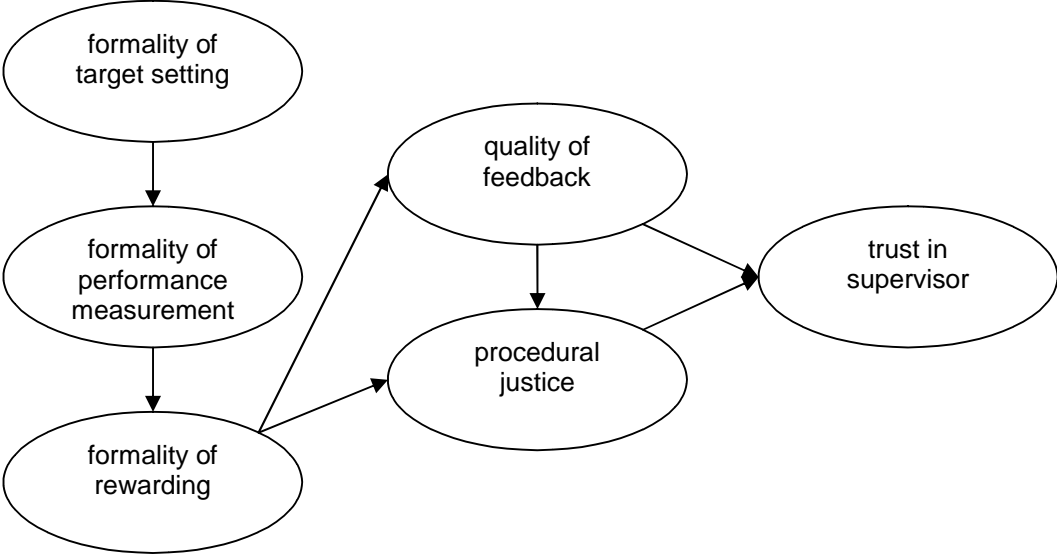 formality of
target setting
formality of
performance
measurement
formality of
rewarding
quality of
feedback
procedural
justice
trust in
supervisor